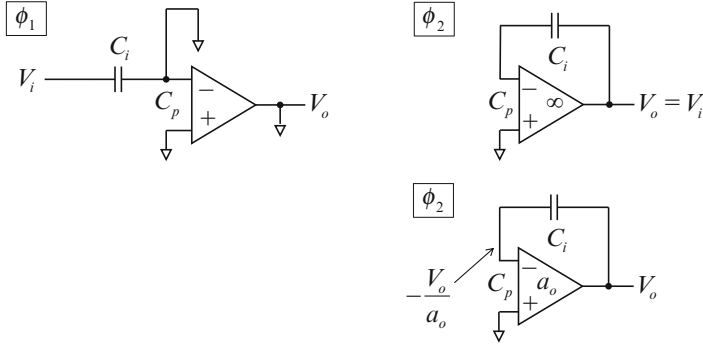 ϕ₁
Cᵢ
Vᵢ
Cₚ
−
+
Vₒ
ϕ₂
Cᵢ
Cₚ
−
∞
+
Vₒ = Vᵢ
ϕ₂
Cᵢ
−
Cₚ
aₒ
+
Vₒ
−Vₒ/aₒ